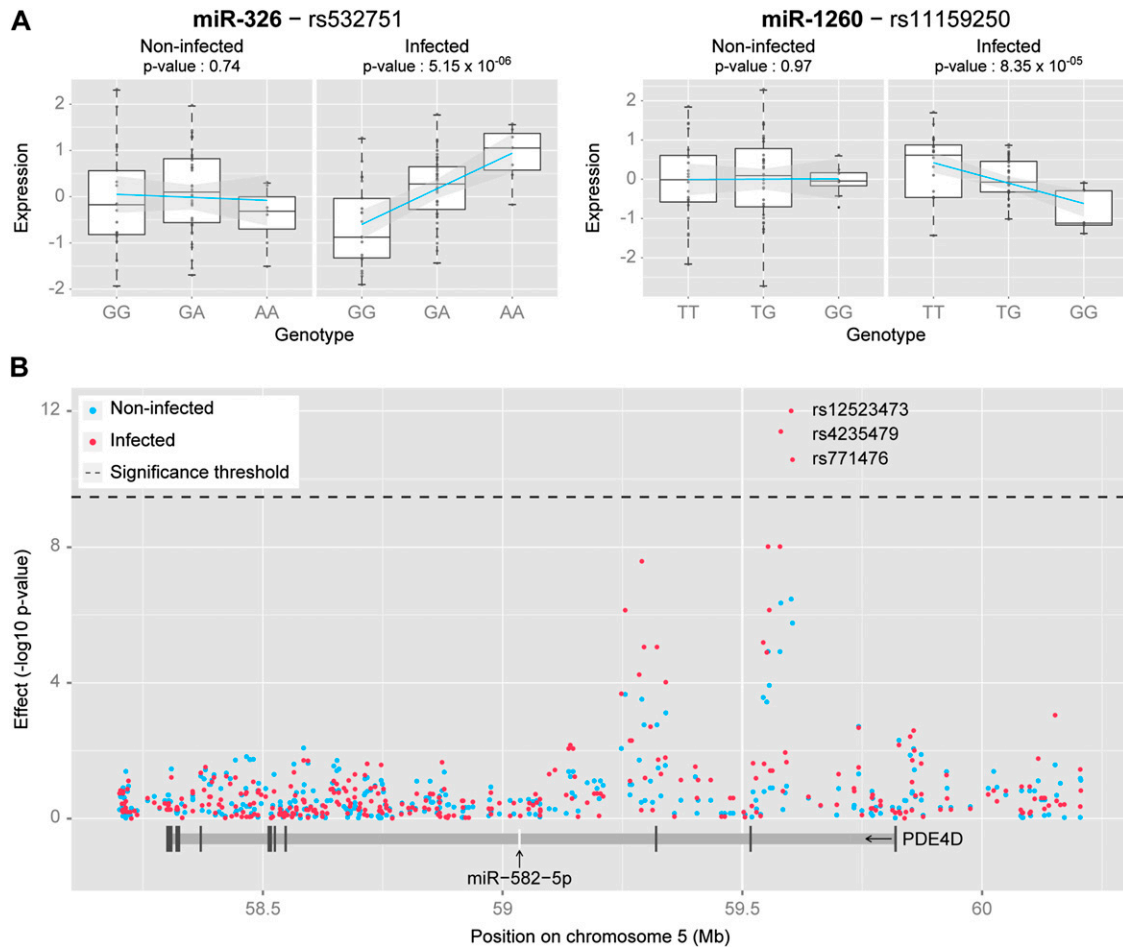 A
miR-326 – rs532751
Non-infected
p-value : 0.74
Infected
p-value : 5.15 x 10-06
Expression
2
1
0
-1
-2
GG GA AA GG GA AA
Genotype
miR-1260 – rs11159250
Non-infected
p-value : 0.97
Infected
p-value : 8.35 x 10-05
Expression
2
1
0
-1
-2
TT TG GG TT TG GG
Genotype
B
Effect (-log10 p-value)
12
8
4
0
Non-infected
Infected
Significance threshold
rs12523473
rs4235479
rs771476
PDE4D
miR−582−5p
58.5 59 59.5 60
Position on chromosome 5 (Mb)